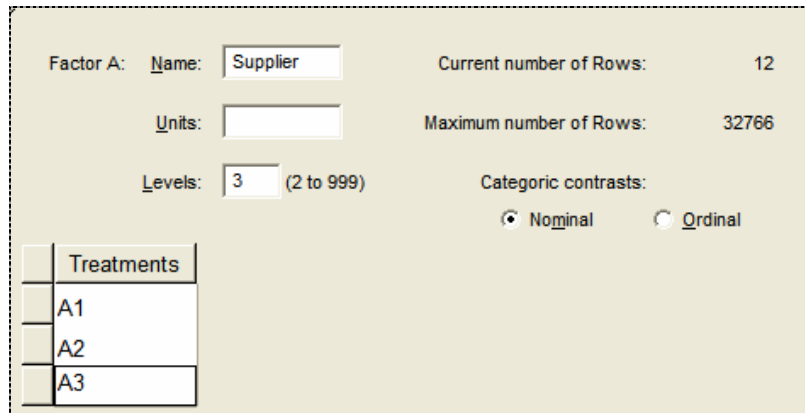 Factor A: Name: Supplier Current number of Rows: 12
Units: Maximum number of Rows: 32766
Levels: 3 (2 to 999) Categoric contrasts:
Nominal Ordinal
Treatments
A1
A2
A3